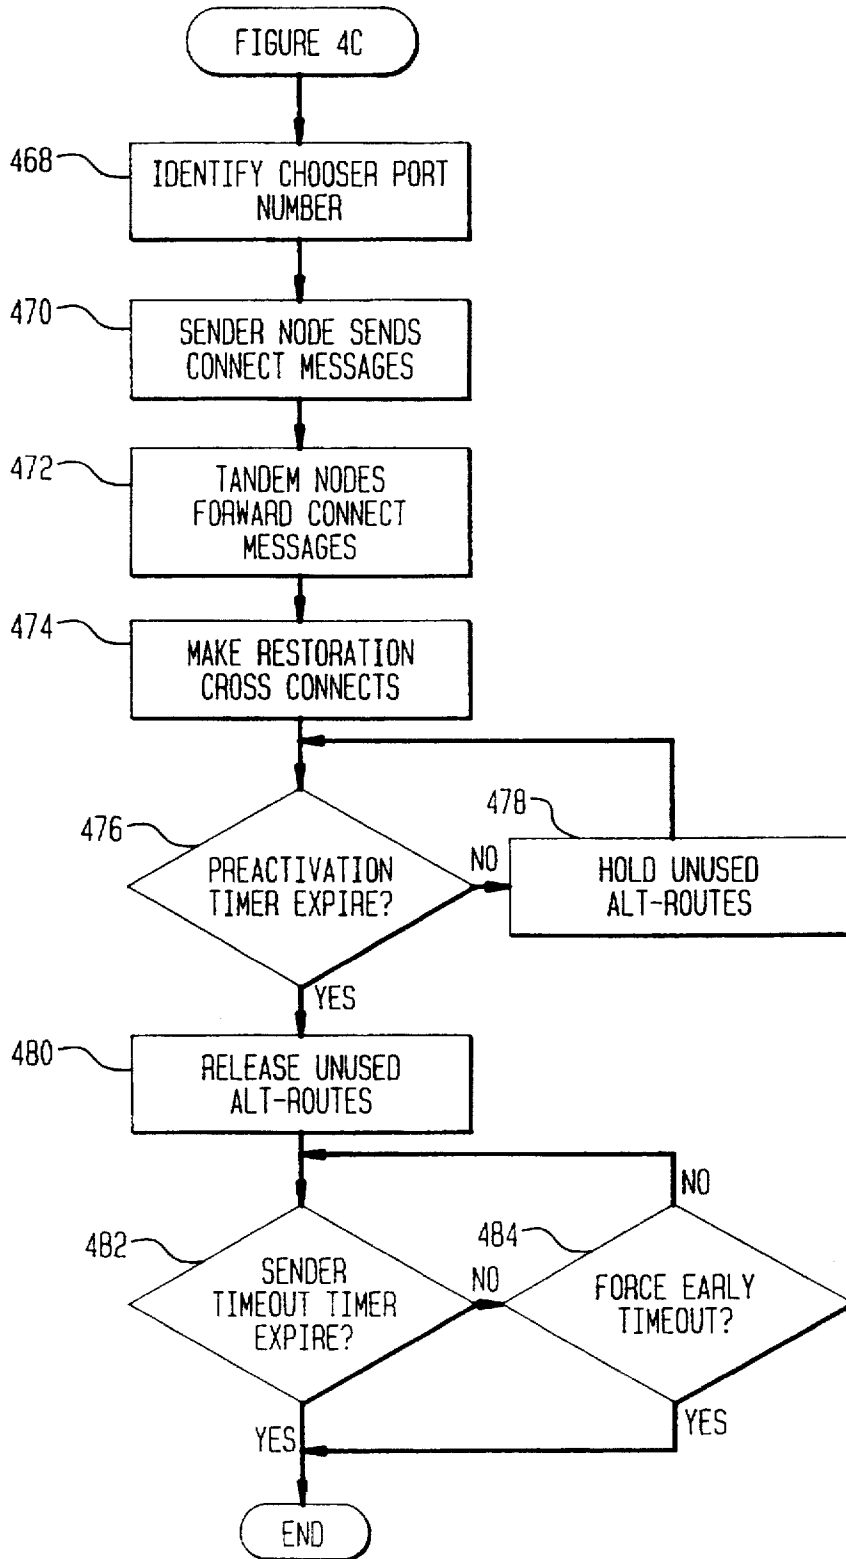 FIGURE 4C
468
IDENTIFY CHOOSER PORT
NUMBER
470
SENDER NODE SENDS
CONNECT MESSAGES
472
TANDEM NODES
FORWARD CONNECT
MESSAGES
474
MAKE RESTORATION
CROSS CONNECTS
476
PREACTIVATION
TIMER EXPIRE?
NO
478
HOLD UNUSED
ALT-ROUTES
YES
480
RELEASE UNUSED
ALT-ROUTES
NO
482
SENDER
TIMEOUT TIMER
EXPIRE?
NO
484
FORCE EARLY
TIMEOUT?
YES
YES
END